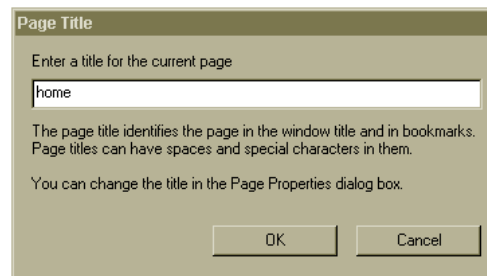 Page Title
Enter a title for the current page
home
The page title identifies the page in the window title and in bookmarks.
Page titles can have spaces and special characters in them.
You can change the title in the Page Properties dialog box.
OK Cancel